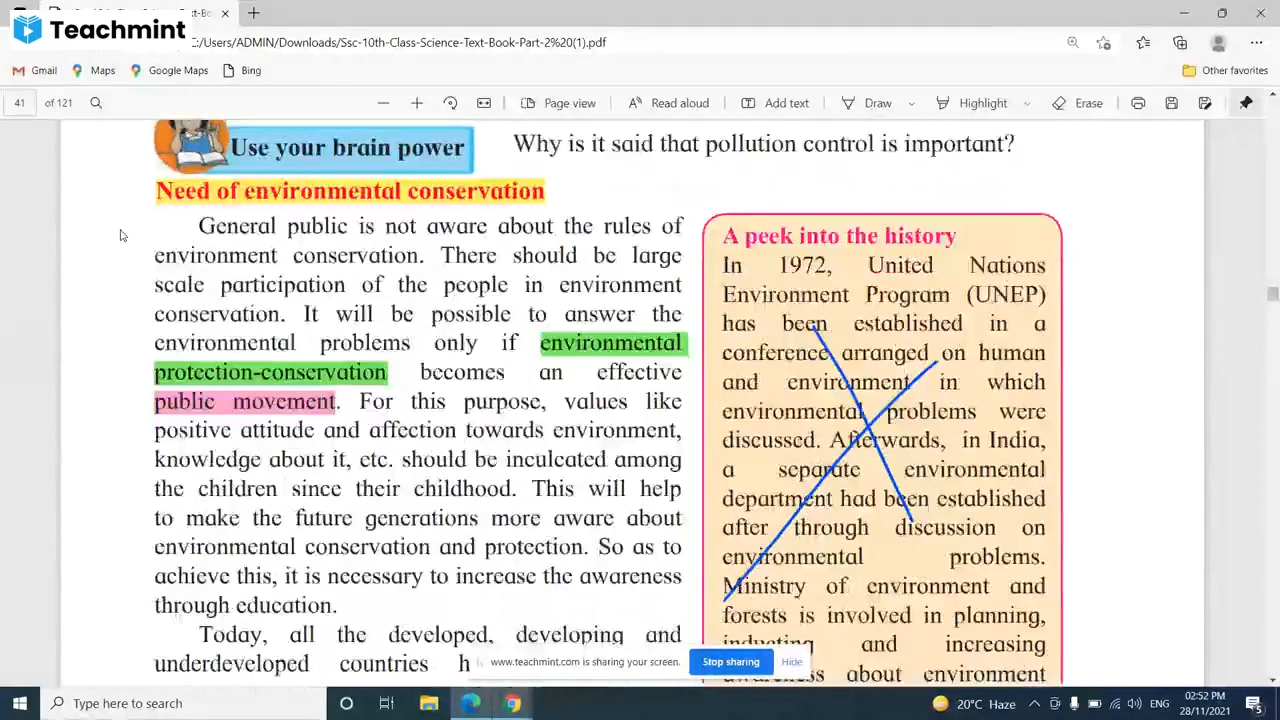 Teachmint
-Text-Bo
C:/Users/ADMIN/Downloads/Ssc-10th-Class-Science-Text-Book-Part-2%20(1).pdf
Gmail
Maps
Google Maps
Bing
Other favorites
41 of 121
Page view
Read aloud
Add text
Draw
Highlight
Erase
Use your brain power
Why is it said that pollution control is important?
Need of environmental conservation
General public is not aware about the rules of
environment conservation. There should be large
scale participation of the people in environment
conservation. It will be possible to answer the
environmental problems only if environmental
protection-conservation becomes an effective
public movement. For this purpose, values like
positive attitude and affection towards environment,
knowledge about it, etc. should be inculcated among
the children since their childhood. This will help
to make the future generations more aware about
environmental conservation and protection. So as to
achieve this, it is necessary to increase the awareness
through education.
Today, all the developed, developing and
underdeveloped countries h
A peek into the history
In 1972, United Nations
Environment Program (UNEP)
has been established in a
conference arranged on human
and environment in which
environmental problems were
discussed. Afterwards, in India,
a separate environmental
department had been established
after through discussion on
environmental problems.
Ministry of environment and
forests is involved in planning,
inducting and increasing
awareness about environment
www.teachmint.com is sharing your screen.
Stop sharing
Hide
Type here to search
20°C Haze
02:52 PM
28/11/2021